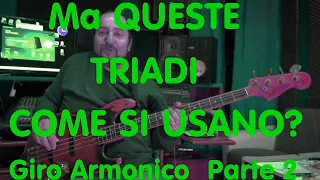 Ma QUESTE
TRIADI
COME SI USANO?
Giro Armonico Parte 2